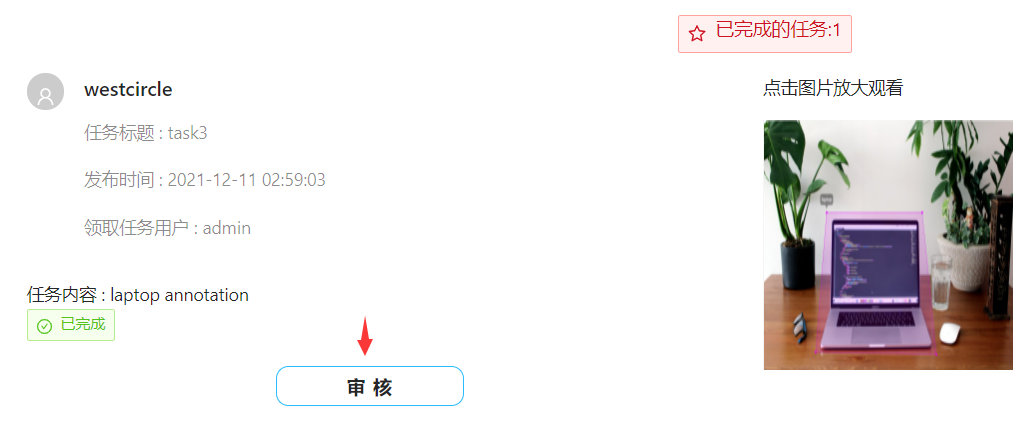 已完成的任务:1
westcircle
点击图片放大观看
任务标题 : task3
发布时间 : 2021-12-11 02:59:03
领取任务用户 : admin
任务内容 : laptop annotation
已完成
审 核